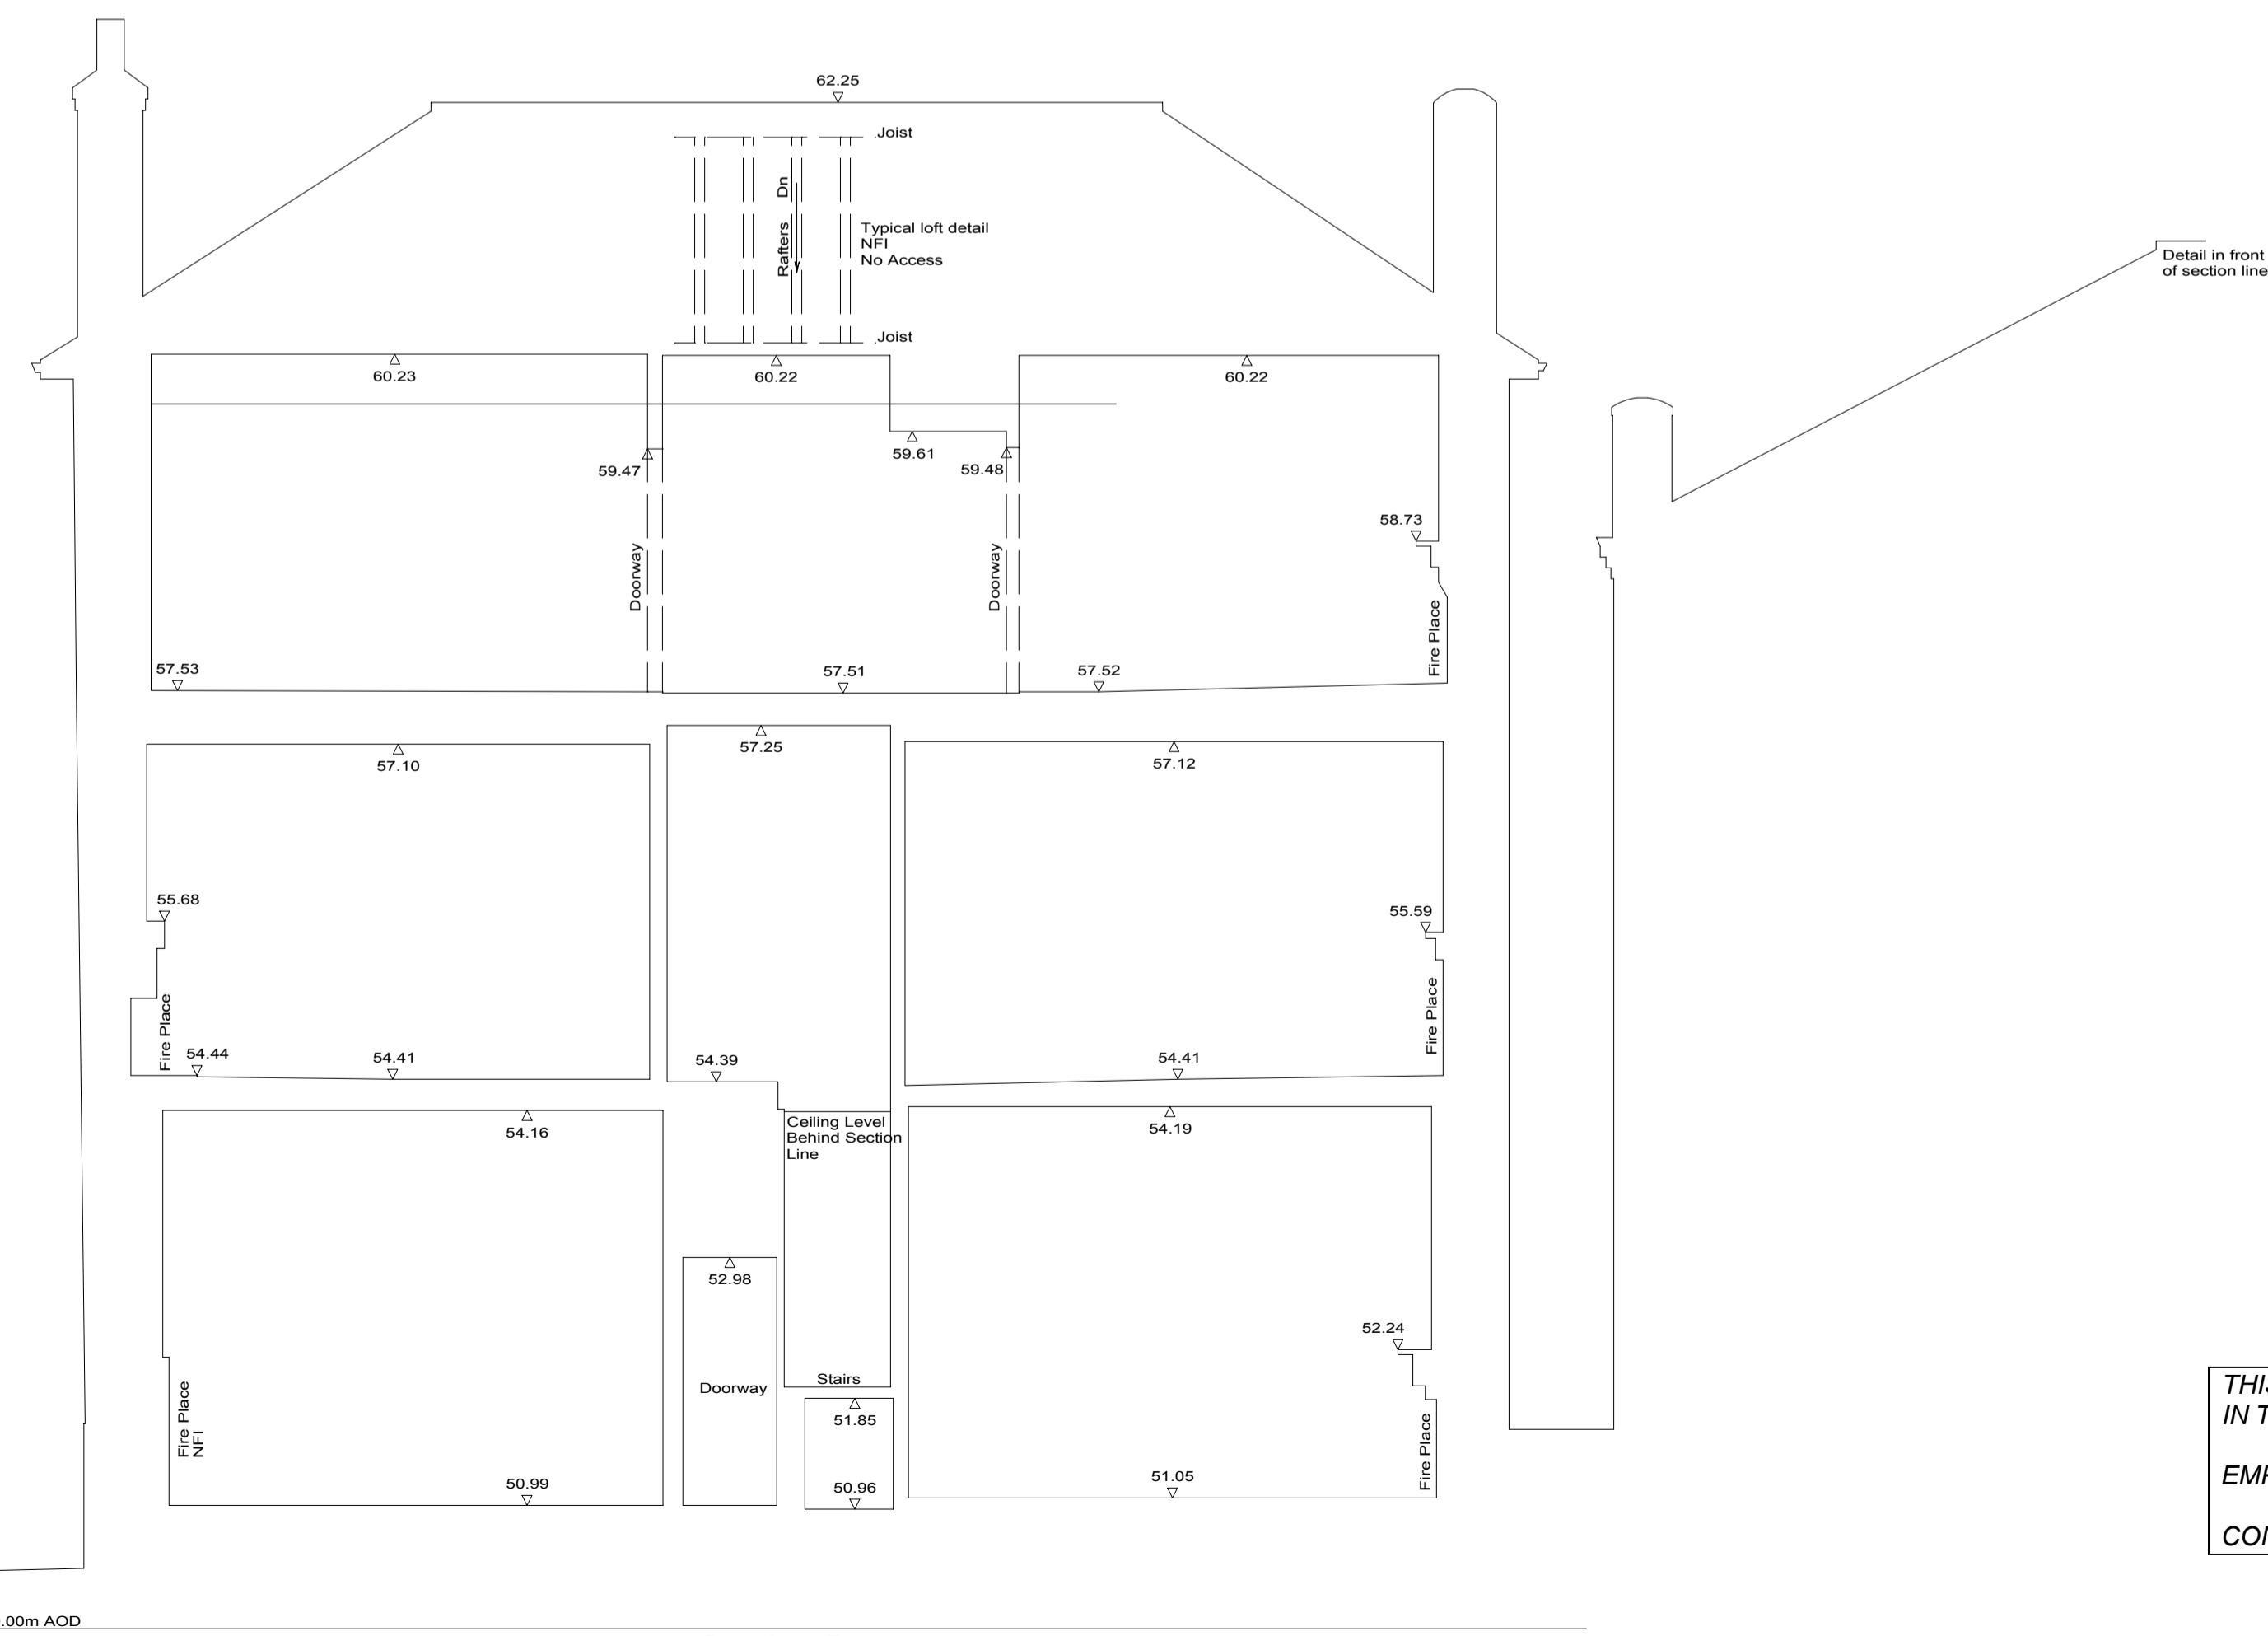 62.25
Joist
Rafters Dn
Typical loft detail
NFI
No Access
Detail in front
of section line
Joist
60.23
60.22
60.22
59.47
59.61
59.48
58.73
Doorway
Doorway
Fire Place
57.53
57.51
57.52
57.25
57.10
57.12
55.68
55.59
Fire Place
Fire Place
54.44
54.41
54.39
54.41
Ceiling Level
Behind Section
Line
54.16
54.19
52.98
52.24
Doorway
Stairs
Fire Place
NFI
51.85
Fire Place
50.99
50.96
51.05
IN T
COI
.00m AOD